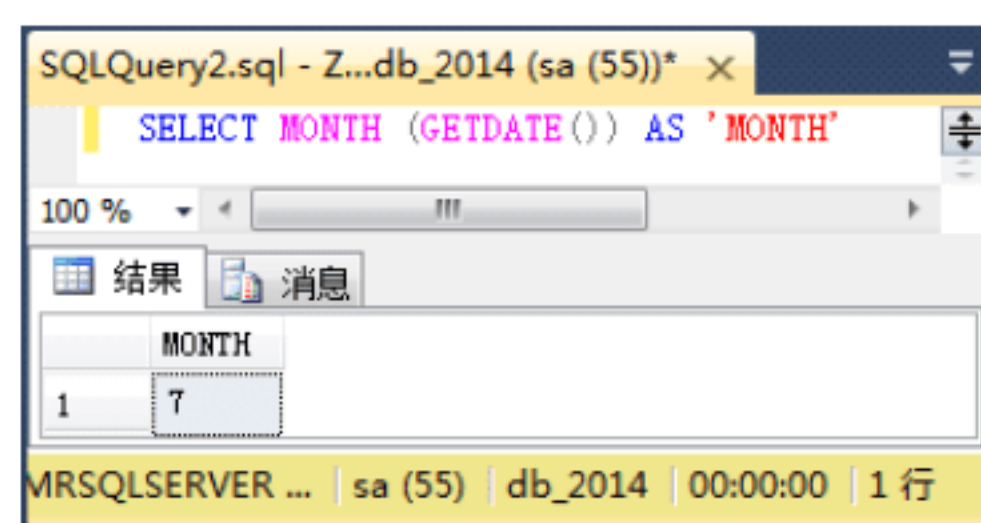 SQLQuery2.sql - Z...db_2014 (sa (55))*
SELECT MONTH (GETDATE()) AS 'MONTH'
100 %
结果 消息
MONTH
1 7
MRSQLSERVER ... sa (55) db_2014 00:00:00 1 行